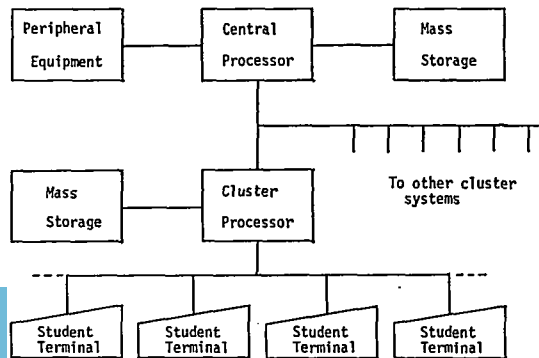 Peripheral
Equipment
Central
Processor
Mass
Storage
Mass
Storage
Cluster
Processor
To other cluster
systems
Student
Terminal
Student
Terminal
Student
Terminal
Student
Terminal